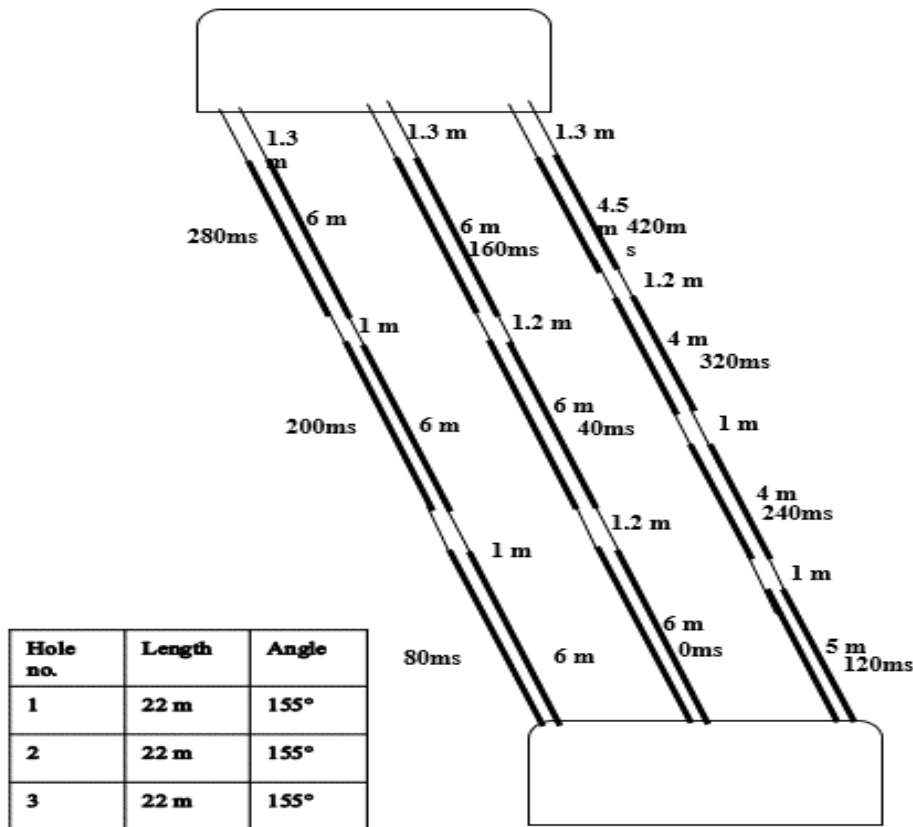 1.3
m
6 m
280ms
1 m
200ms
6 m
1 m
80ms
6 m
1.3 m
6 m
160ms
1.2 m
6 m
40ms
1.2 m
6 m
0ms
1.3 m
4.5
m 420m
s
1.2 m
4 m
320ms
1 m
4 m
240ms
1 m
5 m
120ms
Hole no. Length Angle
1 22 m 155°
2 22 m 155°
3 22 m 155°